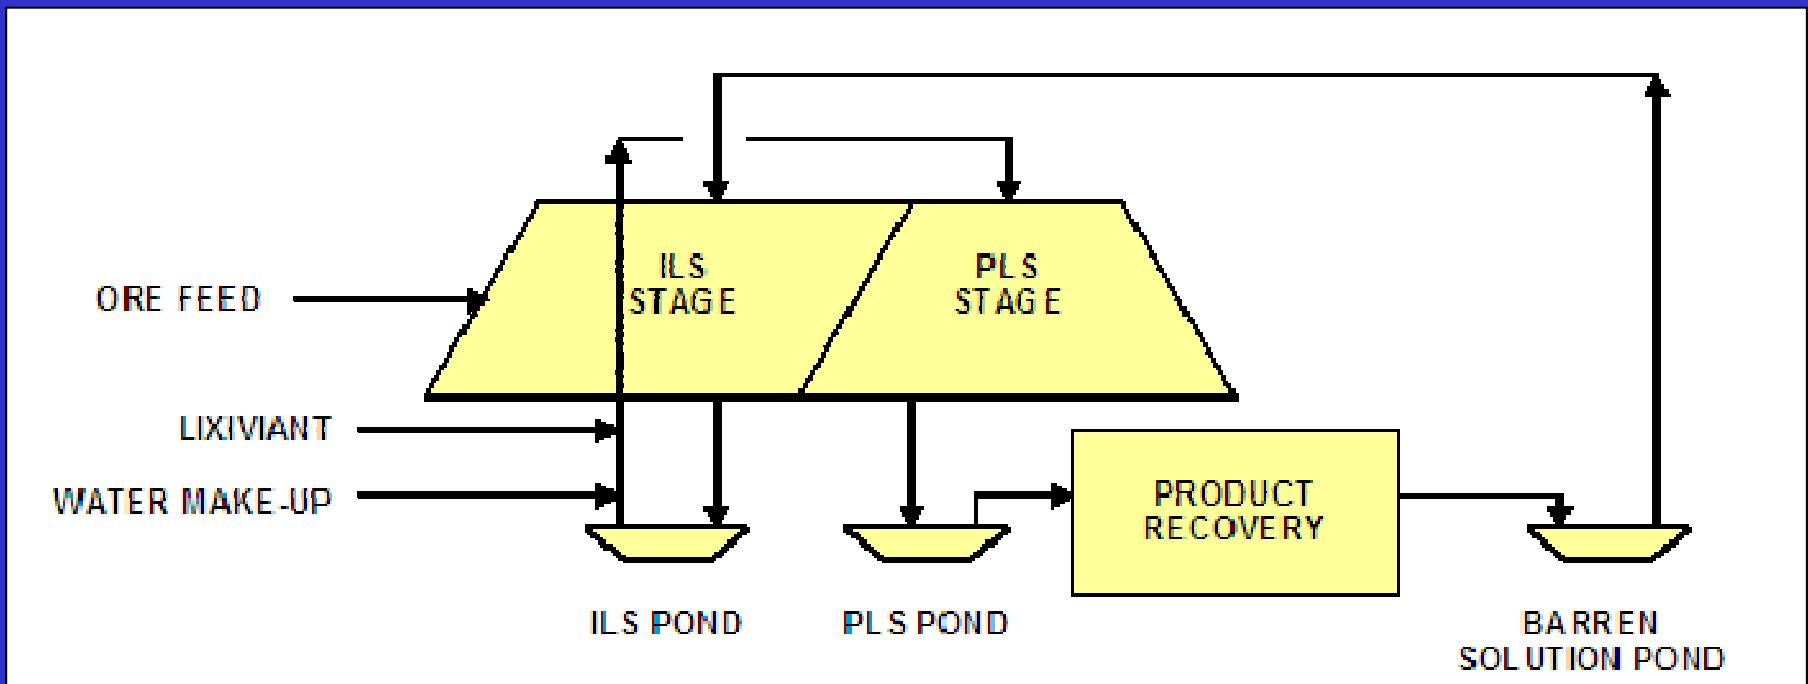 ILS
STAGE
PLS
STAGE
ORE FEED
LIXIVIANT
WATER MAKE-UP
PRODUCT
RECOVERY
ILS POND
PLS POND
BARREN
SOLUTION POND